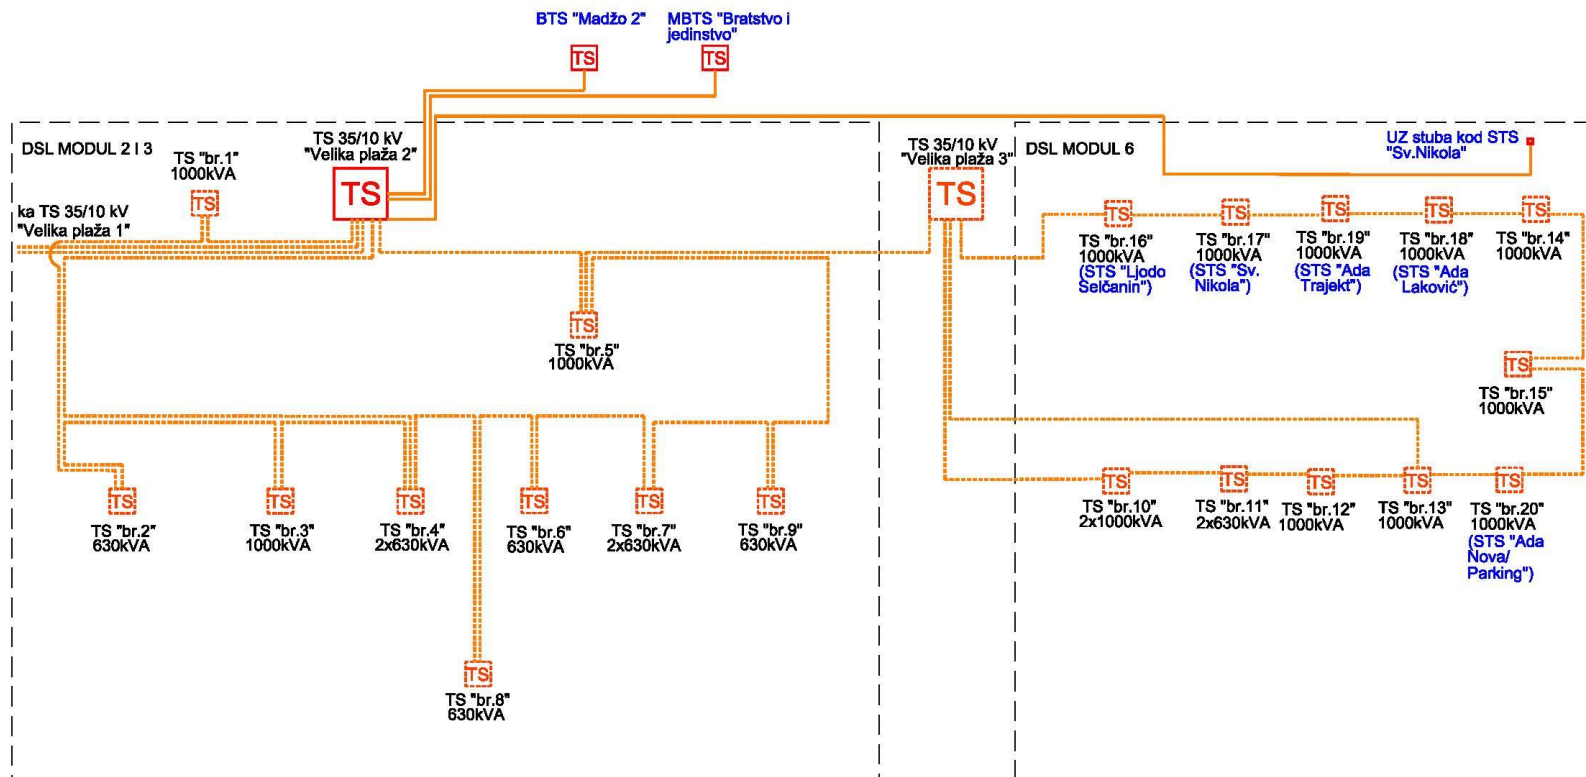 BTS "Madžo 2"
MBTS "Bratstvo i
jedinstvo"
TS
TS
DSL MODUL 2 I 3
TS "br.1"
1000kVA
TS
TS 35/10 kV
"Velika plaža 2"
TS
ka TS 35/10 kV
"Velika plaža 1"
TS
TS "br.5"
1000kVA
TS
TS "br.2"
630kVA
TS
TS "br.3"
1000kVA
TS
TS "br.4"
2x630kVA
TS
TS "br.6"
630kVA
TS
TS "br.7"
2x630kVA
TS
TS "br.9"
630kVA
TS
TS "br.8"
630kVA
TS 35/10 kV
"Velika plaža 3"
TS
DSL MODUL 6
UZ stuba kod STS
"Sv.Nikola"
TS
TS "br.16"
1000kVA
(STS "Ljodo
Selčanin")
TS
TS "br.17"
1000kVA
(STS "Sv.
Nikola")
TS
TS "br.19"
1000kVA
(STS "Ada
Trajekt")
TS
TS "br.18"
1000kVA
(STS "Ada
Laković")
TS
TS "br.14"
1000kVA
TS
TS "br.15"
1000kVA
TS
TS "br.10"
2x1000kVA
TS
TS "br.11"
2x630kVA
TS
TS "br.12"
1000kVA
TS
TS "br.13"
1000kVA
TS
TS "br.20"
1000kVA
(STS "Ada
Nova/
Parking")